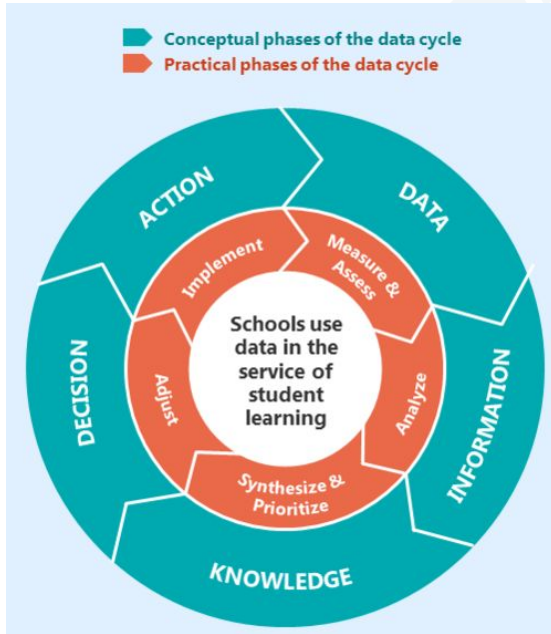 Conceptual phases of the data cycle
Practical phases of the data cycle
ACTION
DATA
Implement
Measure &
Assess
Schools use
data in the
service of
student
learning
DECISION
Adjust
Analyze
INFORMATION
Synthesize &
Prioritize
KNOWLEDGE